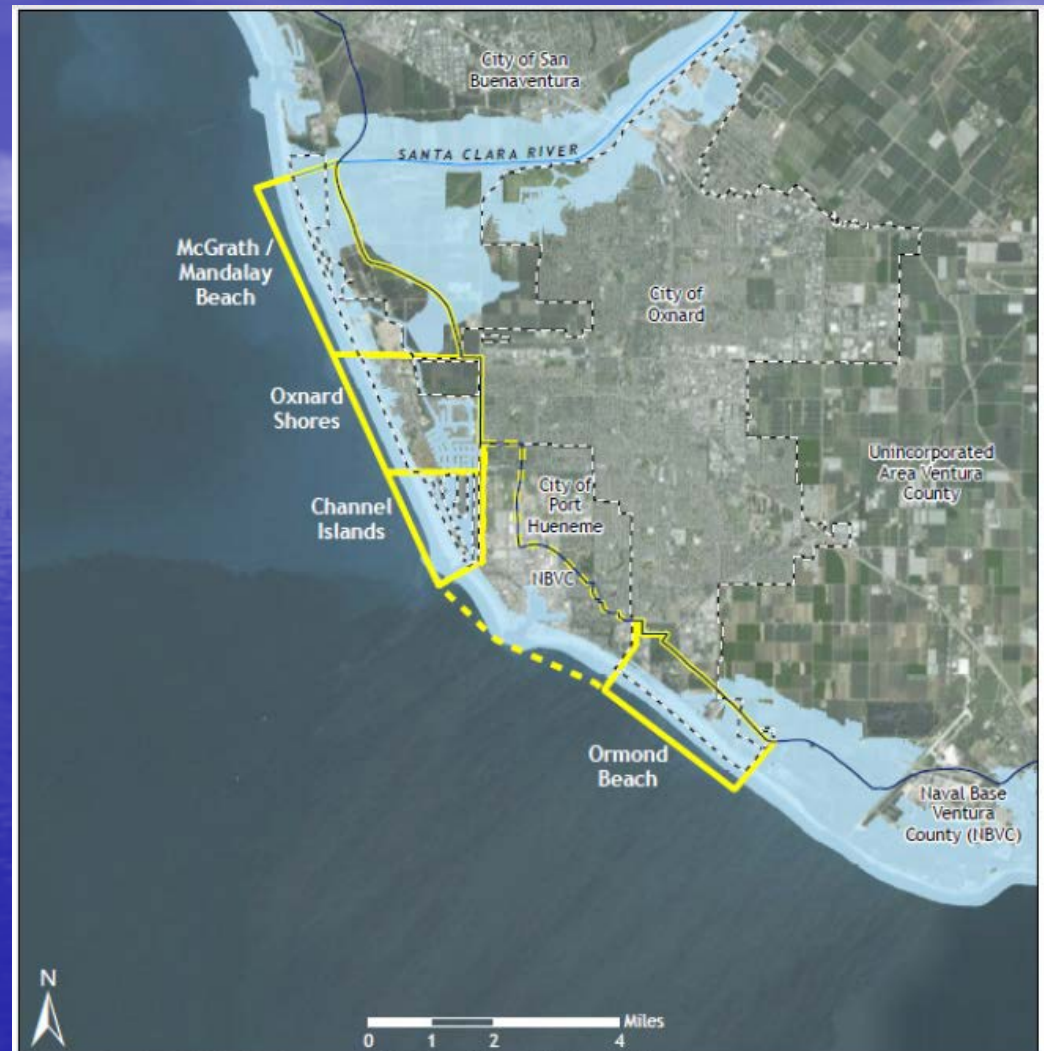 City of San
Buenaventura
SANTA CLARA RIVER
McGrath /
Mandalay
Beach
City of
Oxnard
Oxnard
Shores
Unincorporated
Area Ventura
County
Channel
Islands
City of
Port
Hueneme
NBVC
Ormond
Beach
Naval Base
Ventura
County (NBVC)
N
Miles
0 1 2 4